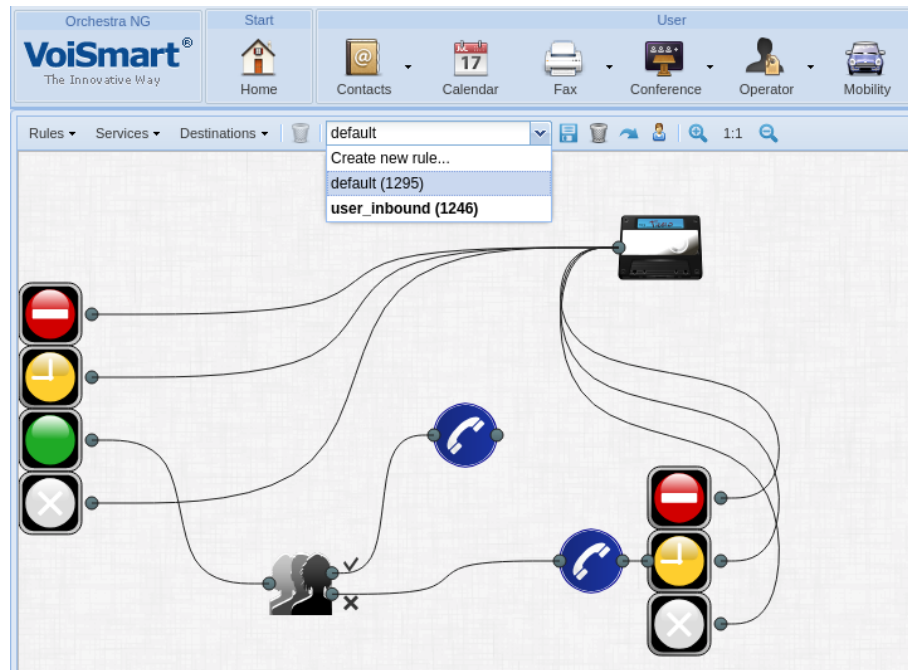 Orchestra NG
Start
User
VoiSmart®
The Innovative Way
17
Home
Contacts
Calendar
Fax
Conference
Operator
Mobility
Rules
Services
Destinations
default
1:1
Create new rule...
default (1295)
user_inbound (1246)